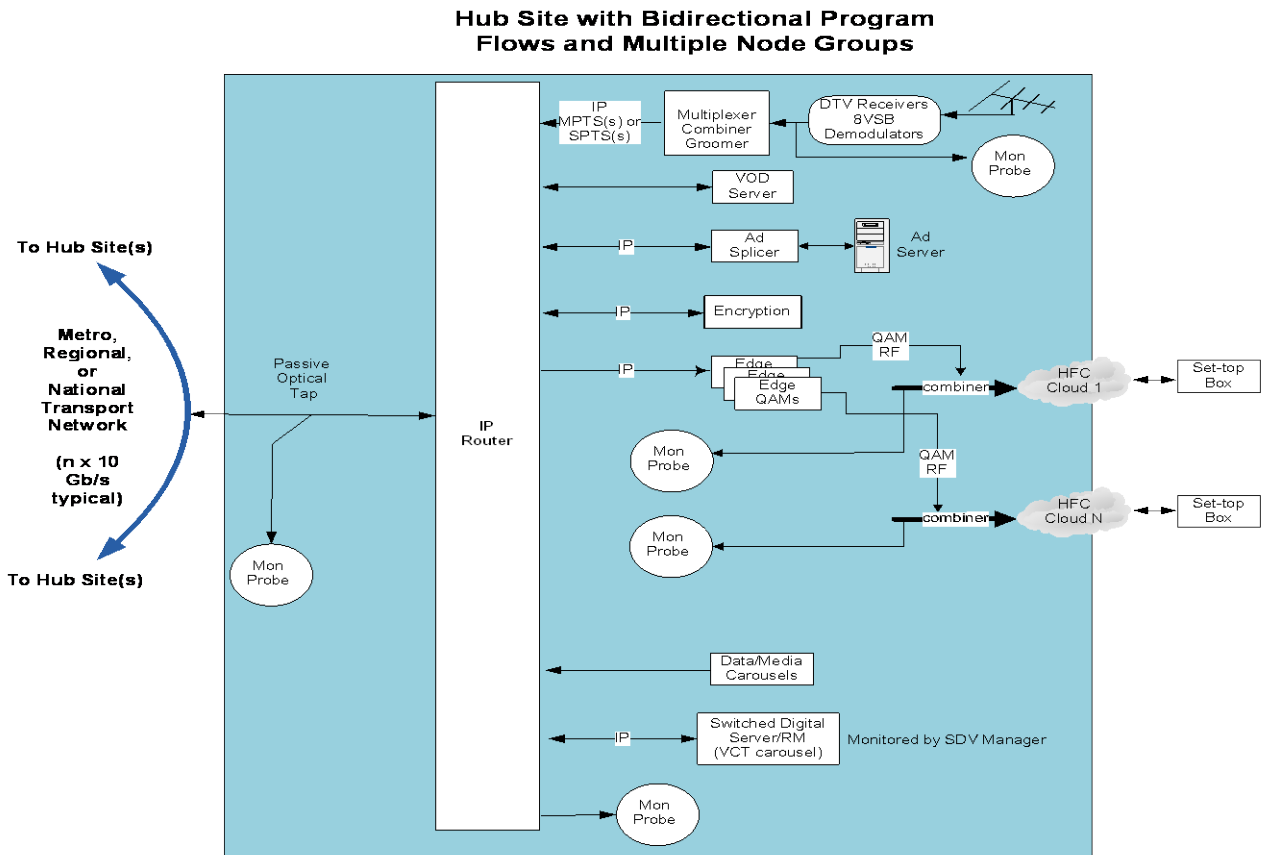 Hub Site with Bidirectional Program
Flows and Multiple Node Groups
IP
MPTS(s) or
SPTS(s)
Multiplexer
Combiner
Groomer
DTV Receivers
8VSB
Demodulators
Mon
Probe
VOD
Server
To Hub Site(s)
IP
Ad
Splicer
Ad
Server
IP
Encryption
Metro,
Regional,
or
National
Transport
Network
(n x 10
Gb/s
typical)
Passive
Optical
Tap
IP
Router
IP
Edge
Edge
Edge
QAMs
QAM
RF
combiner
HFC
Cloud 1
Set-top
Box
Mon
Probe
QAM
RF
combiner
HFC
Cloud N
Set-top
Box
Mon
Probe
Mon
Probe
To Hub Site(s)
Data/Media
Carousels
IP
Switched Digital
Server/RM
(VCT carousel)
Monitored by SDV Manager
Mon
Probe